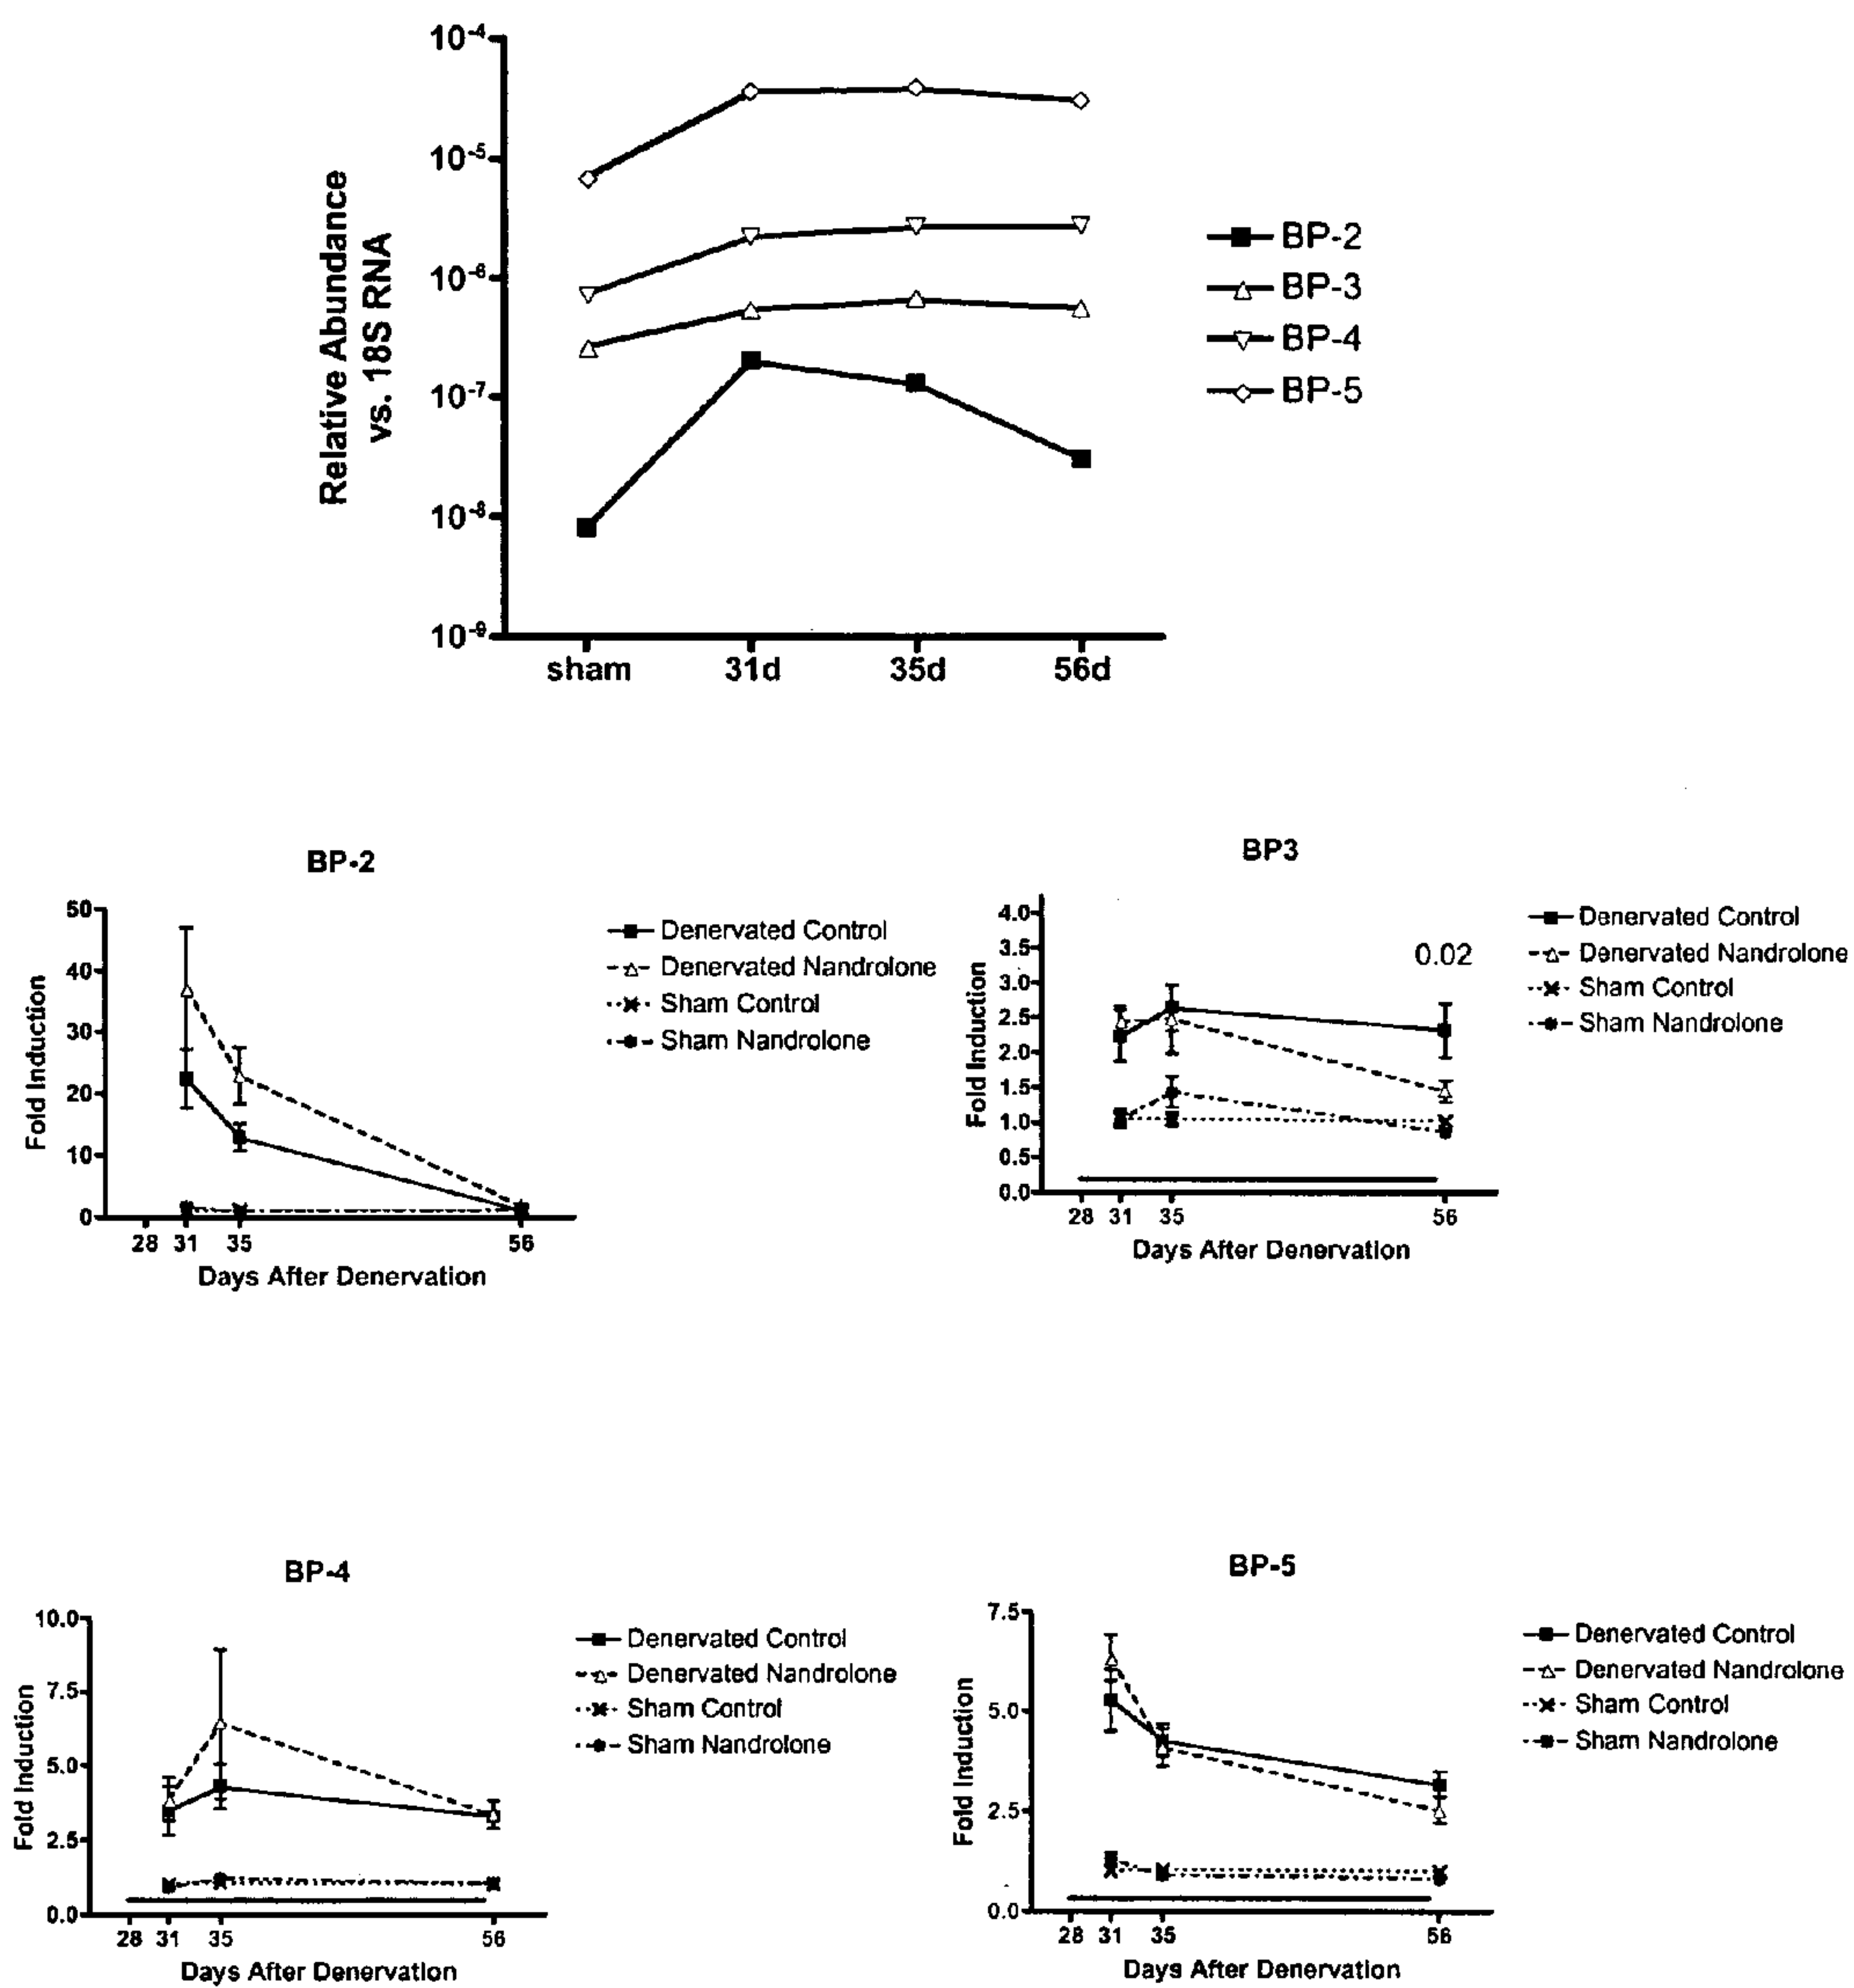 10-4
10-5
10-6
10-7
10-8
10-9
Relative Abundance
vs. 18S RNA
sham 31d 35d 56d
BP-2
BP-3
BP-4
BP-5
BP-2
50
40
30
20
10
0
Fold Induction
28 31 35 56
Days After Denervation
Denervated Control
Denervated Nandrolone
Sham Control
Sham Nandrolone
BP3
4.0
3.5
3.0
2.5
2.0
1.5
1.0
0.5
0.0
Fold Induction
0.02
28 31 35 56
Days After Denervation
Denervated Control
Denervated Nandrolone
Sham Control
Sham Nandrolone
BP-4
10.0
7.5
5.0
2.5
0.0
Fold Induction
28 31 35 56
Days After Denervation
Denervated Control
Denervated Nandrolone
Sham Control
Sham Nandrolone
BP-5
7.5
5.0
2.5
0.0
Fold Induction
28 31 35 56
Days After Denervation
Denervated Control
Denervated Nandrolone
Sham Control
Sham Nandrolone